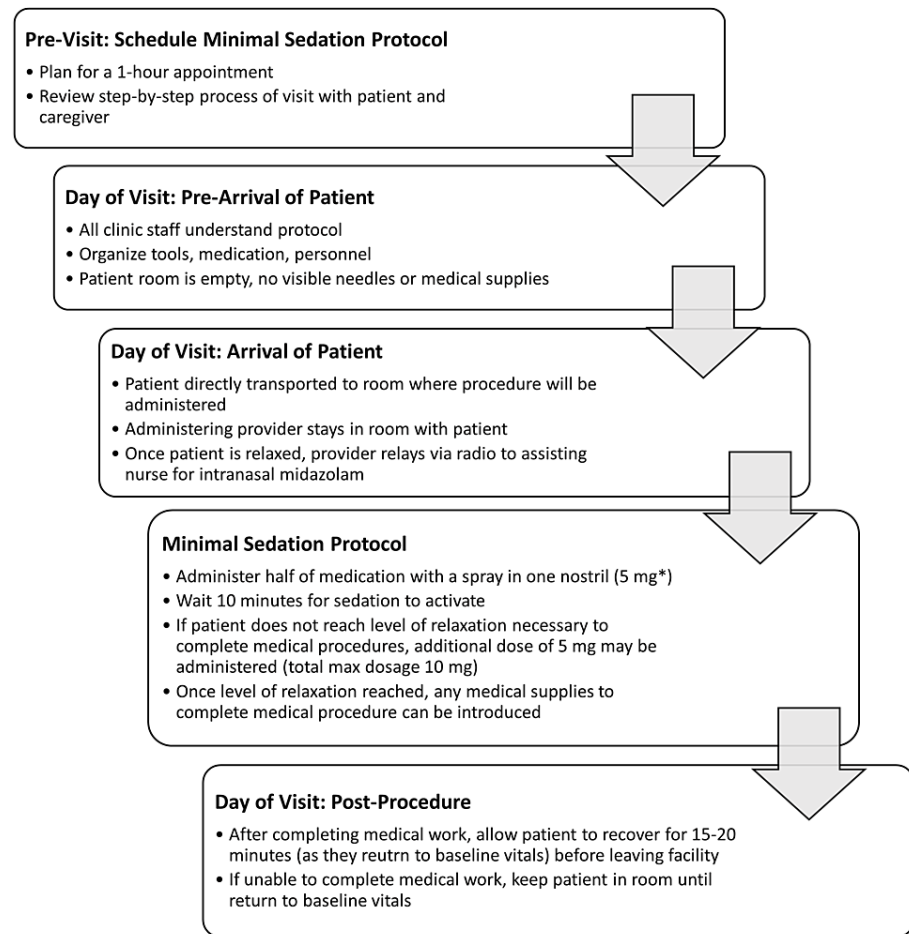 Pre-Visit: Schedule Minimal Sedation Protocol
• Plan for a 1-hour appointment
• Review step-by-step process of visit with patient and
caregiver
Day of Visit: Pre-Arrival of Patient
• All clinic staff understand protocol
• Organize tools, medication, personnel
• Patient room is empty, no visible needles or medical supplies
Day of Visit: Arrival of Patient
• Patient directly transported to room where procedure will be
administered
• Administering provider stays in room with patient
• Once patient is relaxed, provider relays via radio to assisting
nurse for intranasal midazolam
Minimal Sedation Protocol
• Administer half of medication with a spray in one nostril (5 mg*)
• Wait 10 minutes for sedation to activate
• If patient does not reach level of relaxation necessary to
complete medical procedures, additional dose of 5 mg may be
administered (total max dosage 10 mg)
• Once level of relaxation reached, any medical supplies to
complete medical procedure can be introduced
Day of Visit: Post-Procedure
• After completing medical work, allow patient to recover for 15-20
minutes (as they reutrn to baseline vitals) before leaving facility
• If unable to complete medical work, keep patient in room until
return to baseline vitals